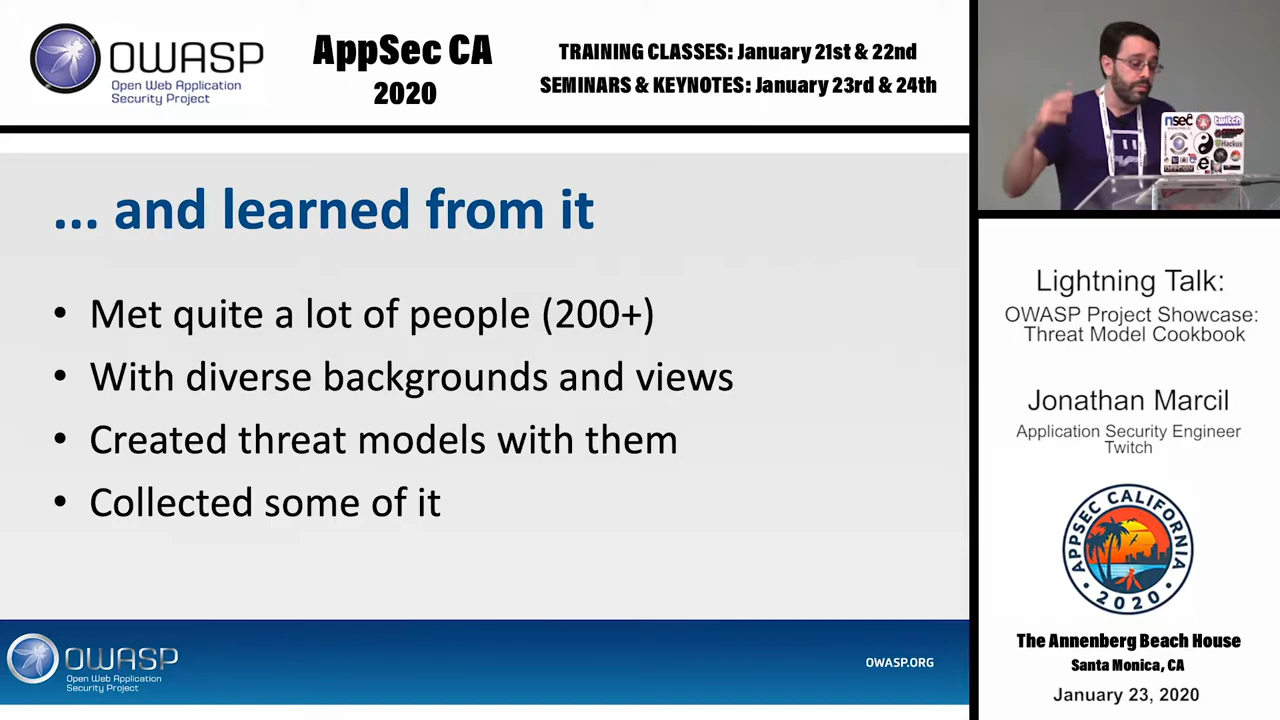 OWASP
Open Web Application
Security Project
AppSec CA
2020
TRAINING CLASSES: January 21st & 22nd
SEMINARS & KEYNOTES: January 23rd & 24th
... and learned from it
• Met quite a lot of people (200+)
• With diverse backgrounds and views
• Created threat models with them
• Collected some of it
OWASP
Open Web Application
Security Project
OWASP.ORG
nsec
twitch
Hackus
Lightning Talk:
OWASP Project Showcase:
Threat Model Cookbook
Jonathan Marcil
Application Security Engineer
Twitch
APPSEC CALIFORNIA
• 2020 •
The Annenberg Beach House
Santa Monica, CA
January 23, 2020